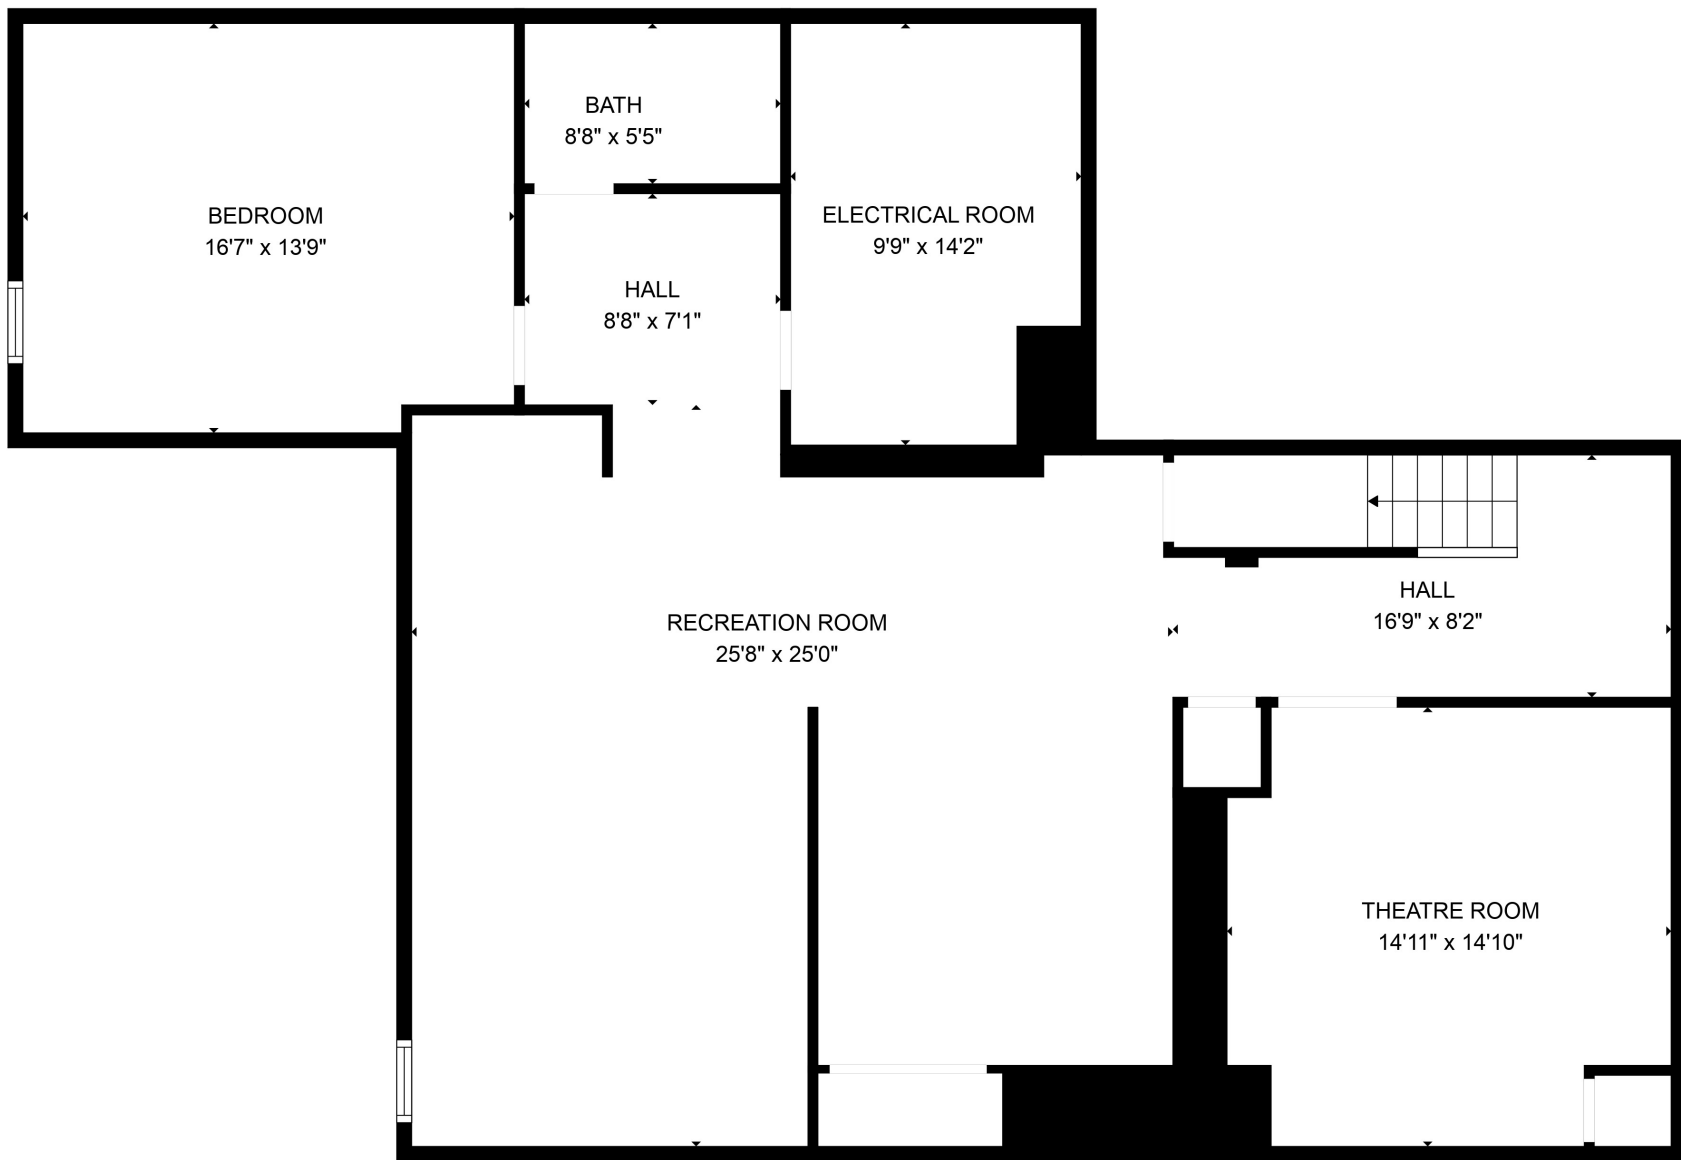 BATH
8'8" x 5'5"
BEDROOM
16'7" x 13'9"
ELECTRICAL ROOM
9'9" x 14'2"
HALL
8'8" x 7'1"
HALL
16'9" x 8'2"
RECREATION ROOM
25'8" x 25'0"
THEATRE ROOM
14'11" x 14'10"